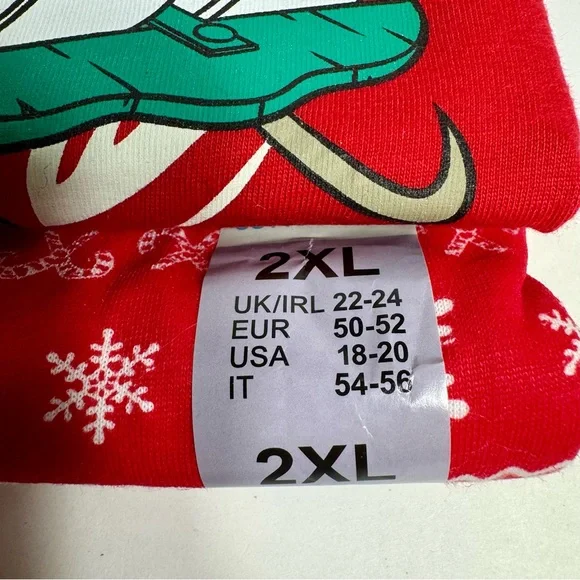 2XL
UK/IRL 22-24
EUR 50-52
USA 18-20
IT 54-56
2XL